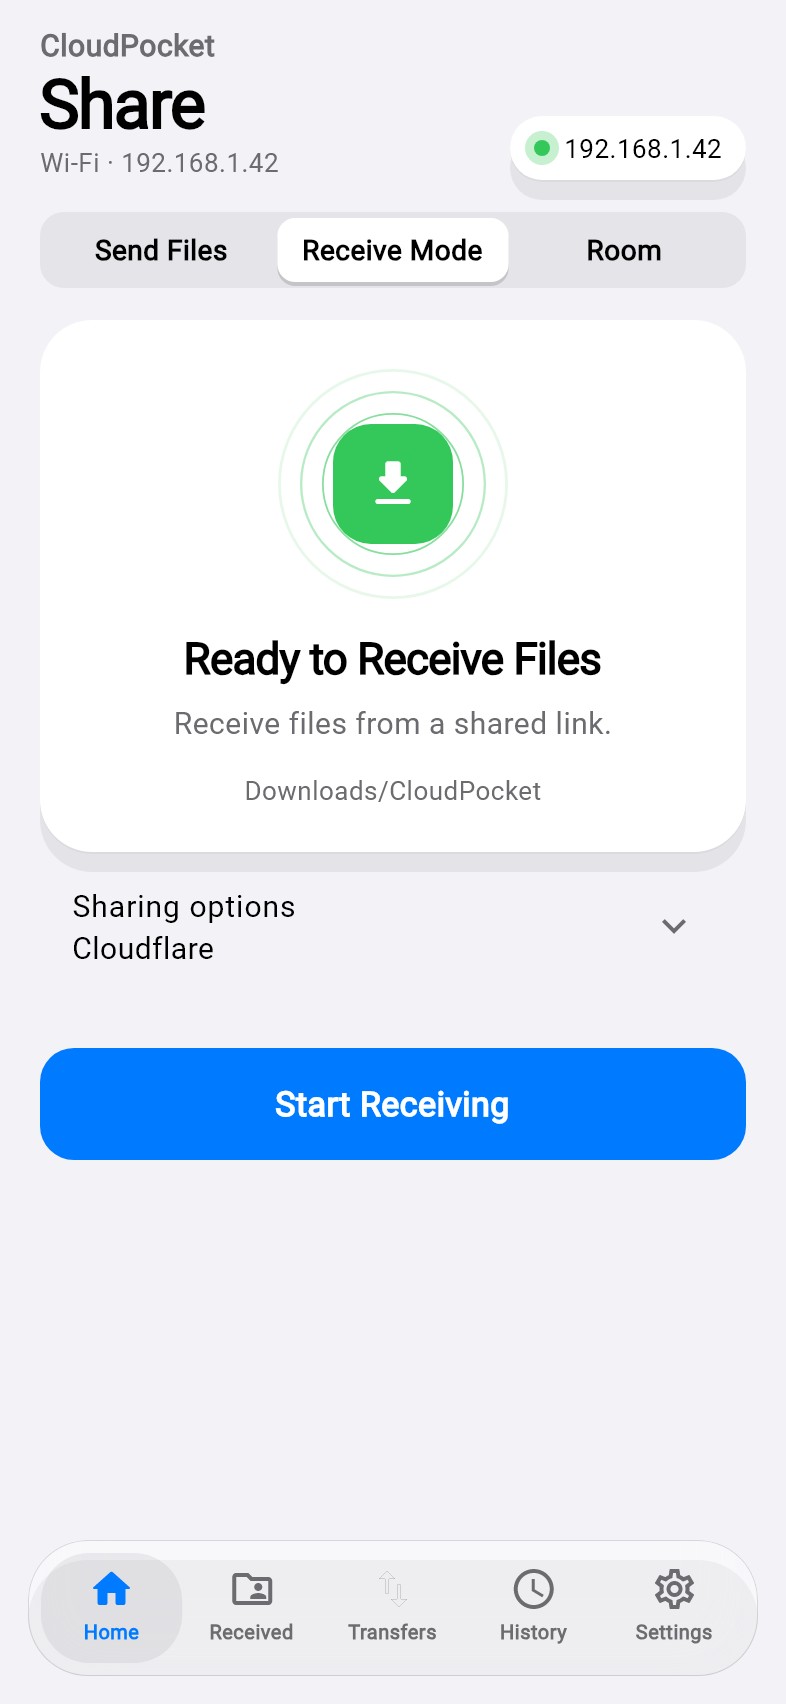 CloudPocket
Share
Wi-Fi · 192.168.1.42
192.168.1.42
Send Files
Receive Mode
Room
Ready to Receive Files
Receive files from a shared link.
Downloads/CloudPocket
Sharing options
Cloudflare
Start Receiving
Home
Received
Transfers
History
Settings